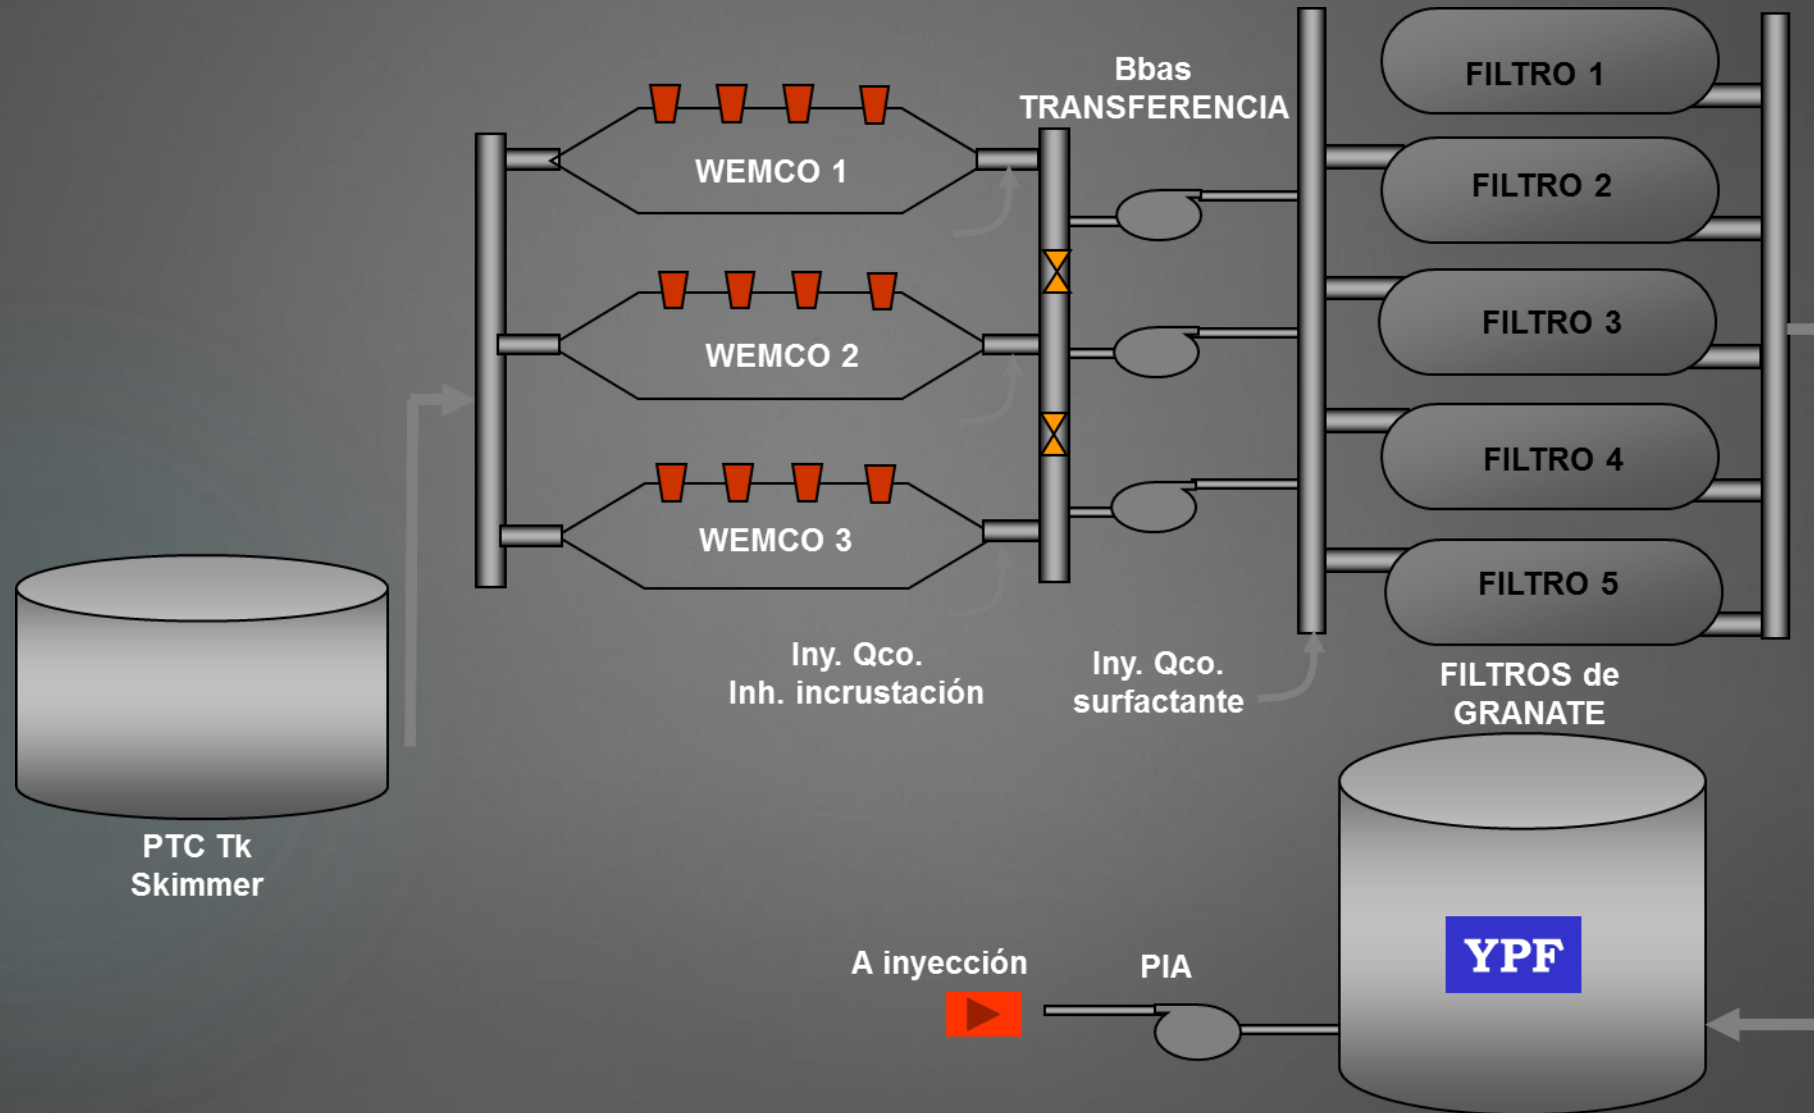 Bbas
TRANSFERENCIA
WEMCO 1
WEMCO 2
WEMCO 3
FILTRO 1
FILTRO 2
FILTRO 3
FILTRO 4
FILTRO 5
Iny. Qco.
Inh. incrustación
Iny. Qco.
surfactante
FILTROS de
GRANATE
PTC Tk
Skimmer
A inyección
PIA
YPF